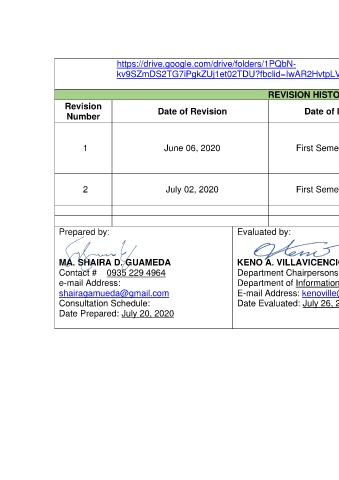 https://drive.google.com/drive/folders/1PQbN-
kv9SZmDS2TG7iPgkZUj1et02TDU?fbclid=IwAR2HvtpLV
REVISION HISTO
Revision Number
Date of Revision
Date of I
1
June 06, 2020
First Seme
2
July 02, 2020
First Seme
Prepared by:
MA. SHAIRA D. GUAMEDA
Contact # 0935 229 4964
e-mail Address:
shairagamueda@gmail.com
Consultation Schedule:
Date Prepared: July 20, 2020
Evaluated by:
KENO A. VILLAVICENCIO
Department Chairpersons
Department of Information
E-mail Address: kenoville@
Date Evaluated: July 26, 2